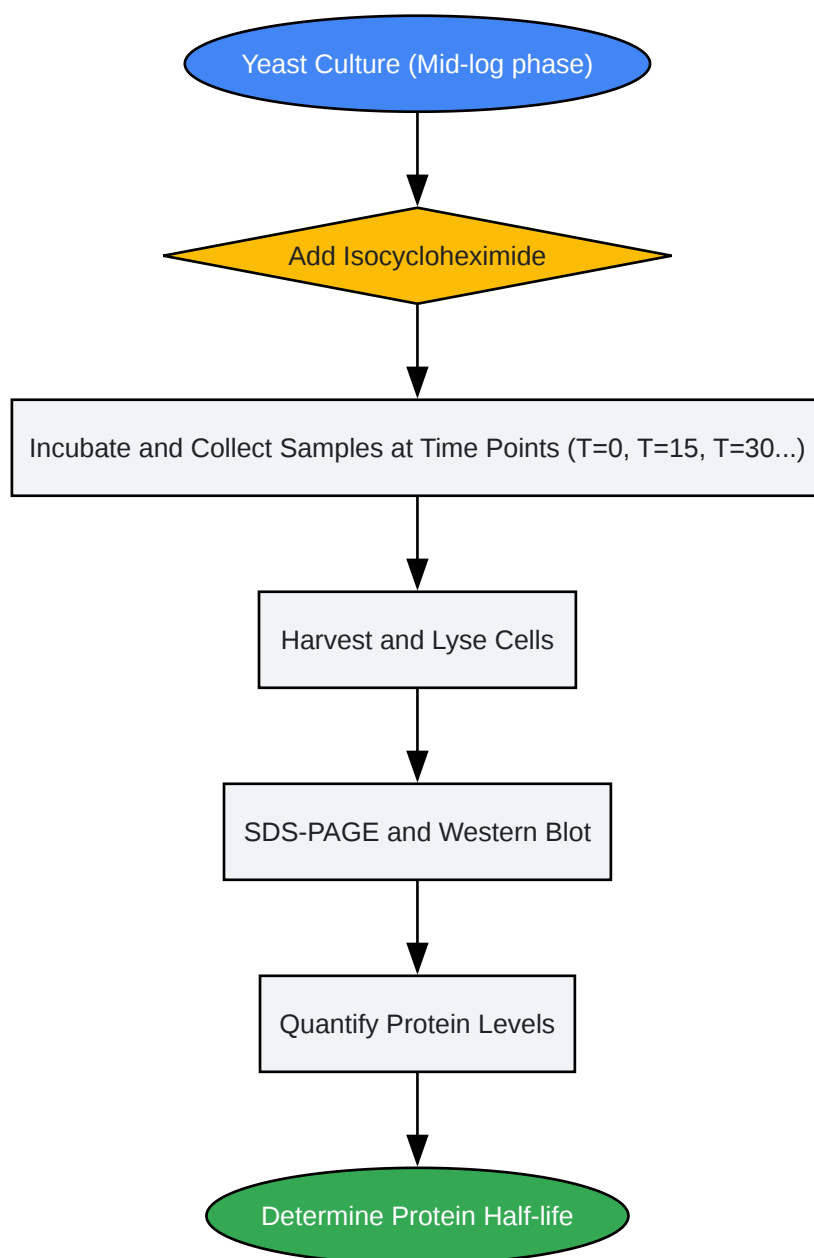 Yeast Culture (Mid-log phase)
Add Isocycloheximide
Incubate and Collect Samples at Time Points (T=0, T=15, T=30...)
Harvest and Lyse Cells
SDS-PAGE and Western Blot
Quantify Protein Levels
Determine Protein Half-life